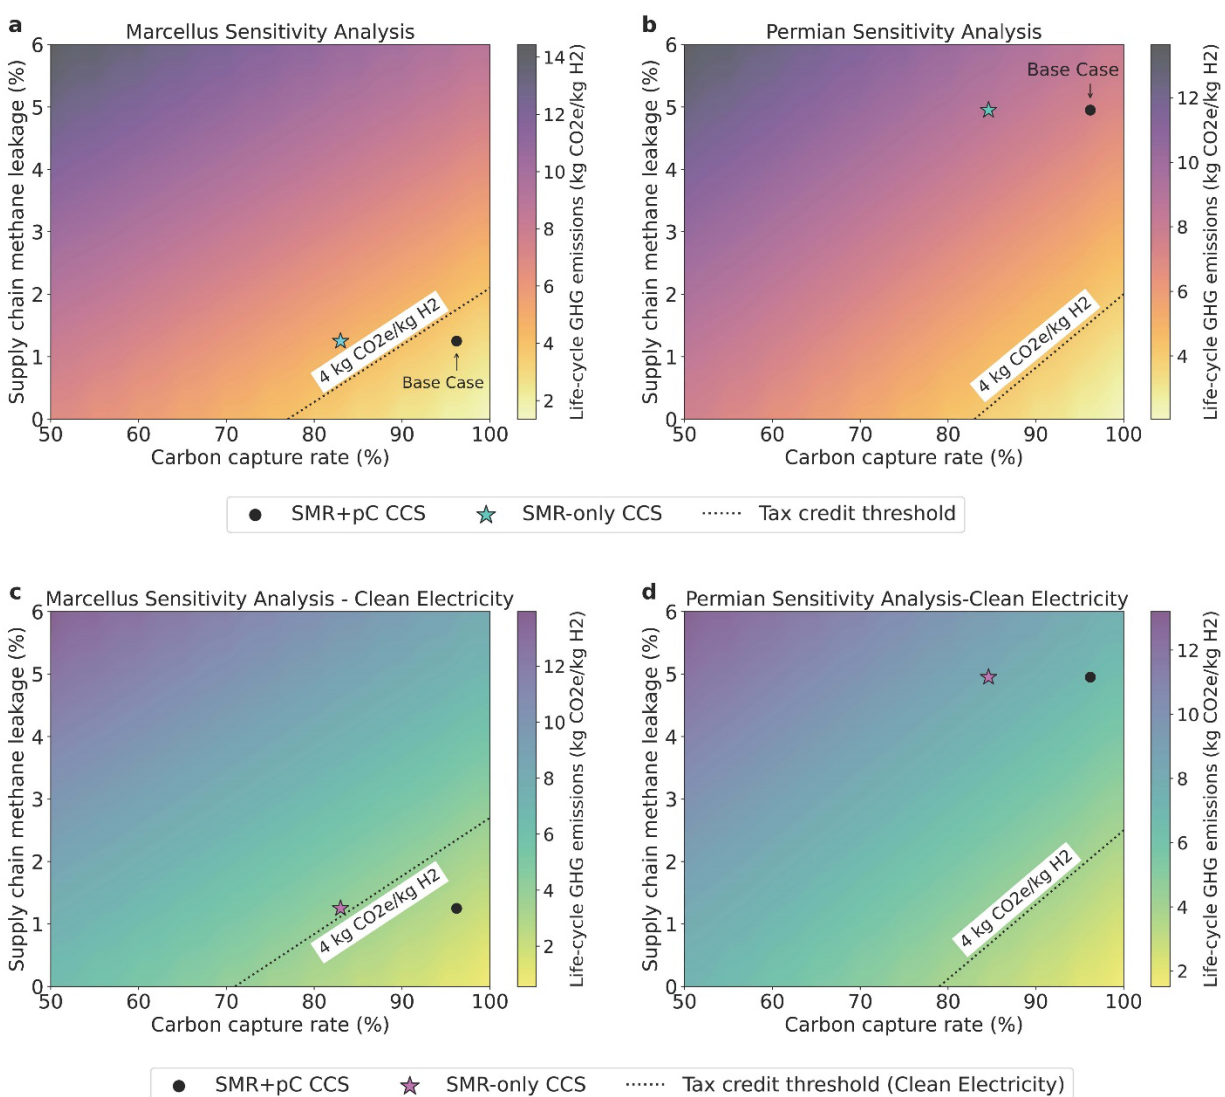 a
Marcellus Sensitivity Analysis
6
5
4
3
2
1
0
Supply chain methane leakage (%)
50
60
70
80
90
100
Carbon capture rate (%)
4 kg CO2e/kg H2
Base Case
14
12
10
8
6
4
2
Life-cycle GHG emissions (kg CO2e/kg H2)
b
Permian Sensitivity Analysis
6
5
4
3
2
1
0
Supply chain methane leakage (%)
50
60
70
80
90
100
Carbon capture rate (%)
Base Case
4 kg CO2e/kg H2
12
10
8
6
4
Life-cycle GHG emissions (kg CO2e/kg H2)
SMR+pC CCS
SMR-only CCS
Tax credit threshold
c
Marcellus Sensitivity Analysis - Clean Electricity
6
5
4
3
2
1
0
Supply chain methane leakage (%)
50
60
70
80
90
100
Carbon capture rate (%)
4 kg CO2e/kg H2
12
10
8
6
4
2
Life-cycle GHG emissions (kg CO2e/kg H2)
d
Permian Sensitivity Analysis-Clean Electricity
6
5
4
3
2
1
0
Supply chain methane leakage (%)
50
60
70
80
90
100
Carbon capture rate (%)
4 kg CO2e/kg H2
12
10
8
6
4
2
Life-cycle GHG emissions (kg CO2e/kg H2)
SMR+pC CCS
SMR-only CCS
Tax credit threshold (Clean Electricity)